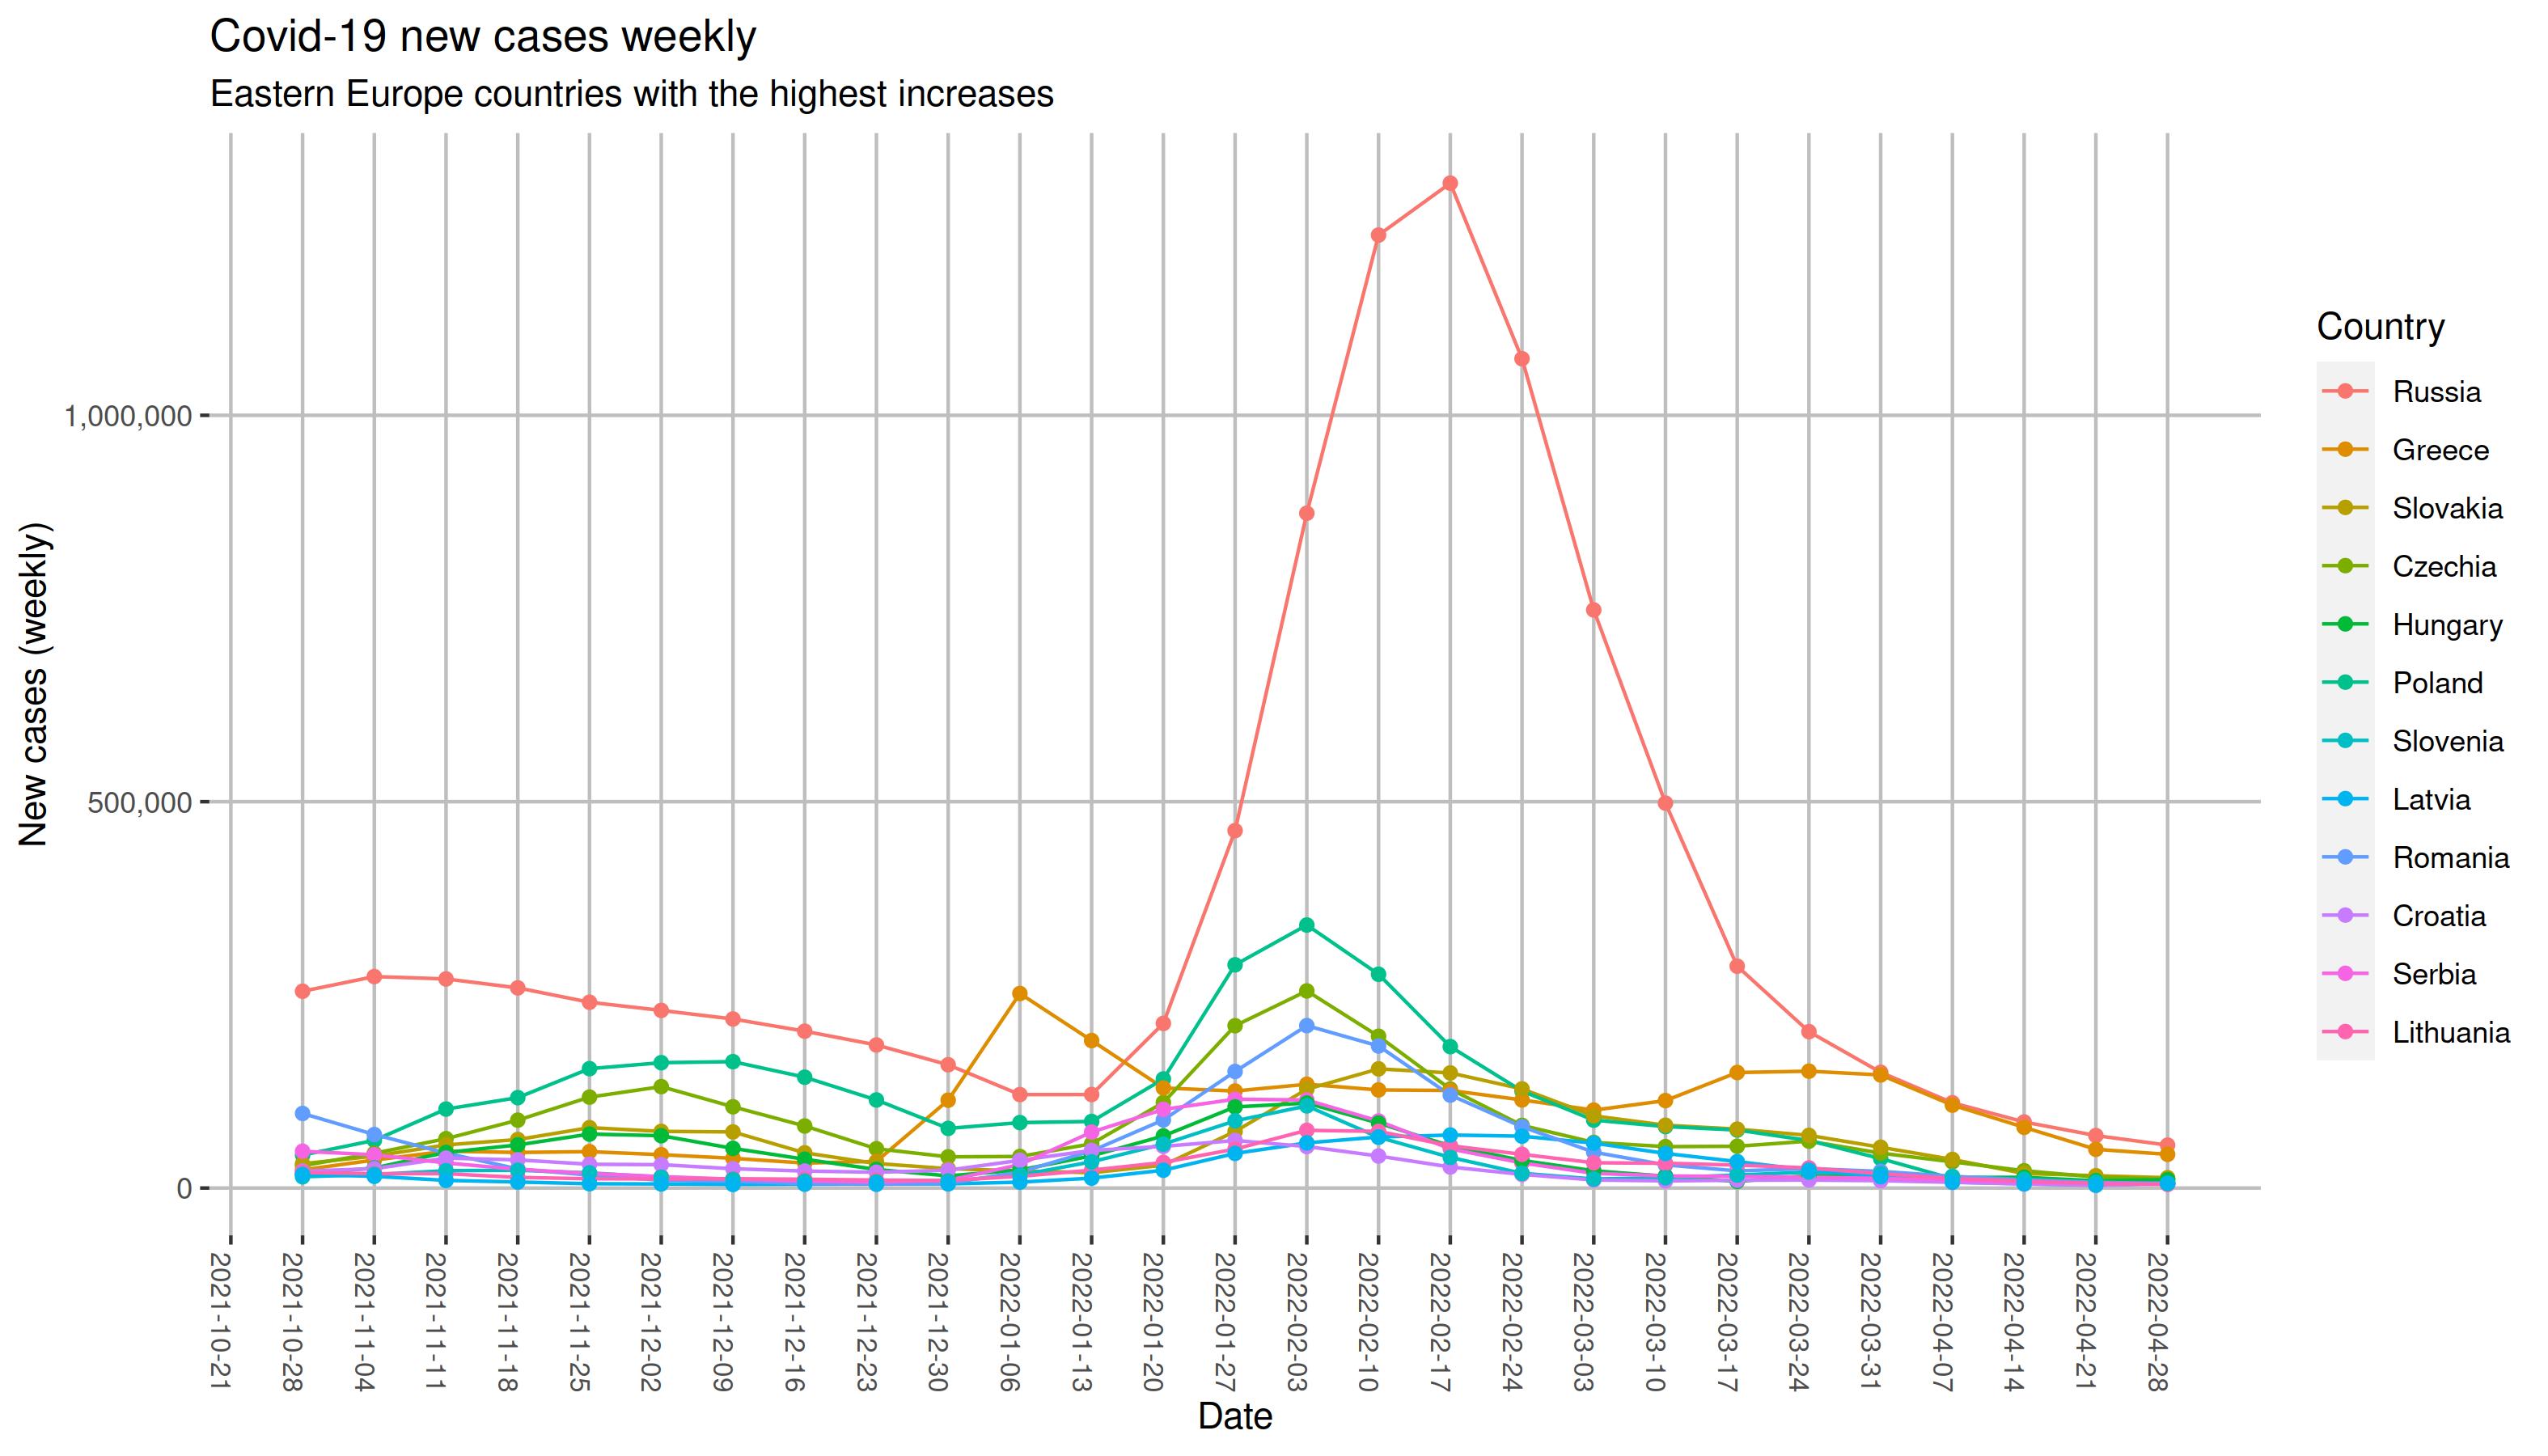 Covid-19 new cases weekly
Eastern Europe countries with the highest increases
New cases (weekly)
1,000,000
500,000
0
2021-10-21
2021-10-28
2021-11-04
2021-11-11
2021-11-18
2021-11-25
2021-12-02
2021-12-09
2021-12-16
2021-12-23
2021-12-30
2022-01-06
2022-01-13
2022-01-20
2022-01-27
2022-02-03
2022-02-10
2022-02-17
2022-02-24
2022-03-03
2022-03-10
2022-03-17
2022-03-24
2022-03-31
2022-04-07
2022-04-14
2022-04-21
2022-04-28
Date
Country
Russia
Greece
Slovakia
Czechia
Hungary
Poland
Slovenia
Latvia
Romania
Croatia
Serbia
Lithuania